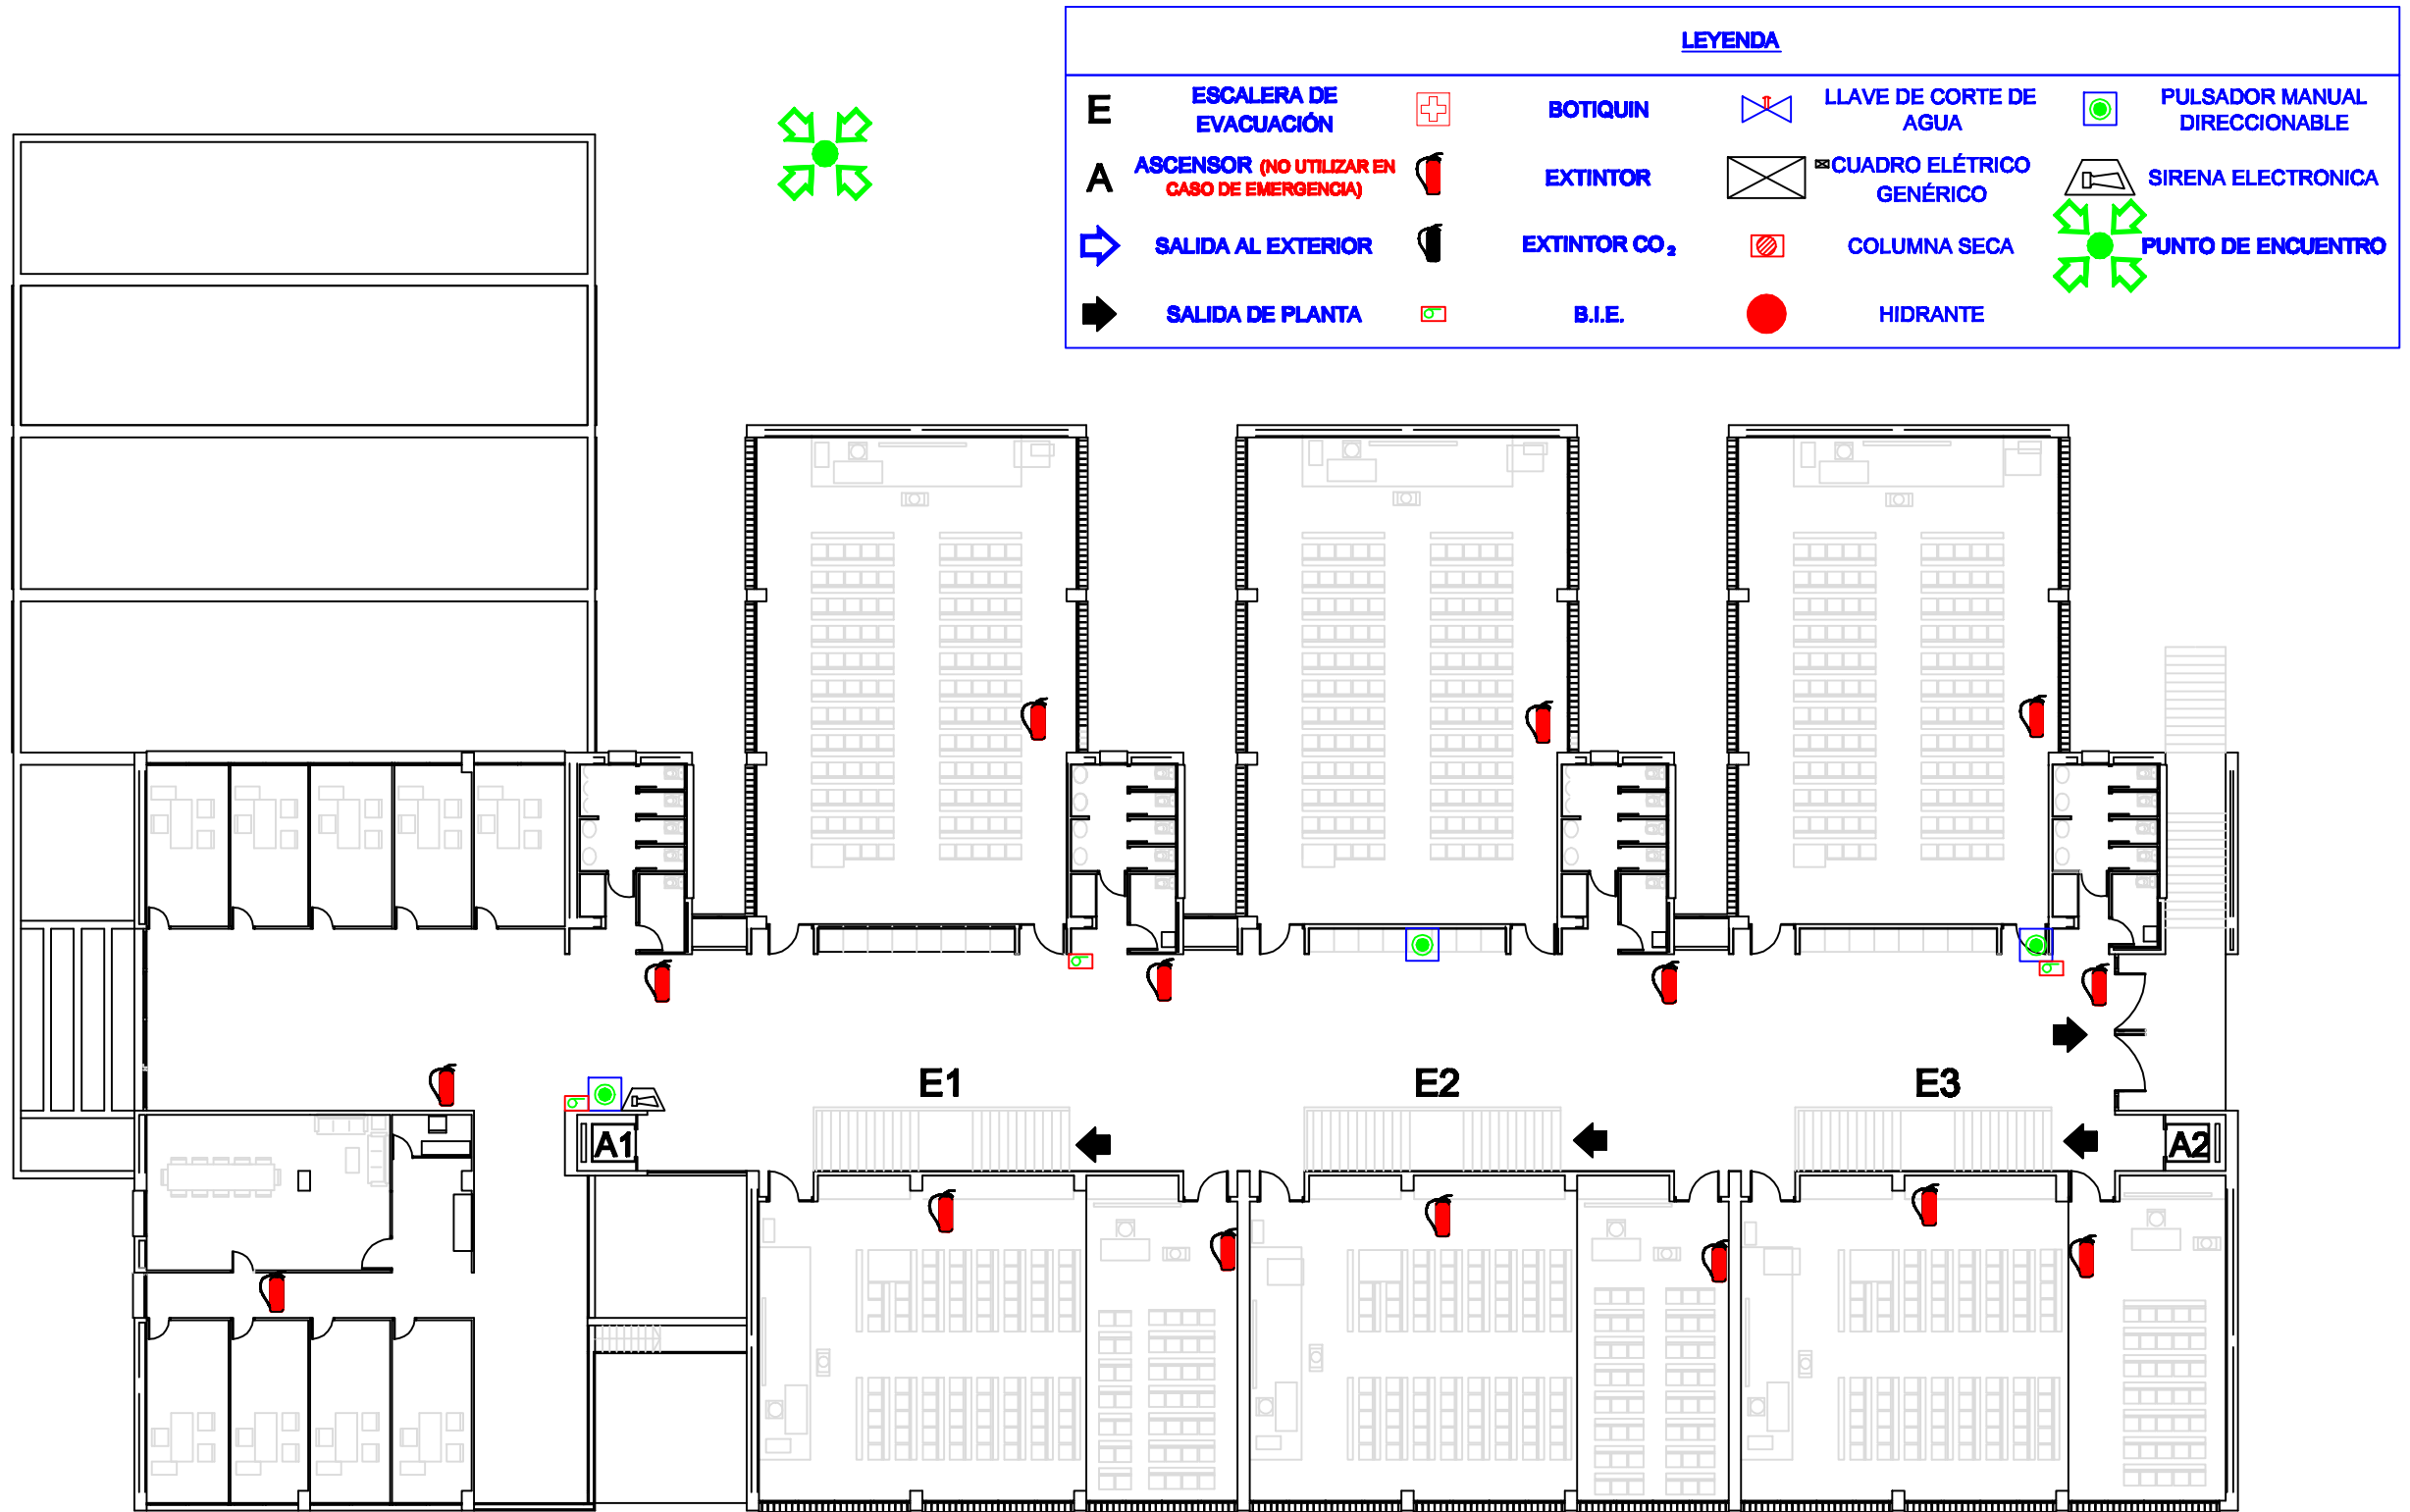 LEYENDA
E
ESCALERA DE
EVACUACIÓN
BOTIQUIN
LLAVE DE CORTE DE
AGUA
PULSADOR MANUAL
DIRECCIONABLE
A
ASCENSOR (NO UTILIZAR EN
CASO DE EMERGENCIA)
EXTINTOR
CUADRO ELÉTRICO
GENÉRICO
SIRENA ELECTRONICA
SALIDA AL EXTERIOR
EXTINTOR CO₂
COLUMNA SECA
PUNTO DE ENCUENTRO
SALIDA DE PLANTA
B.I.E.
HIDRANTE
E1
E2
E3
A1
A2